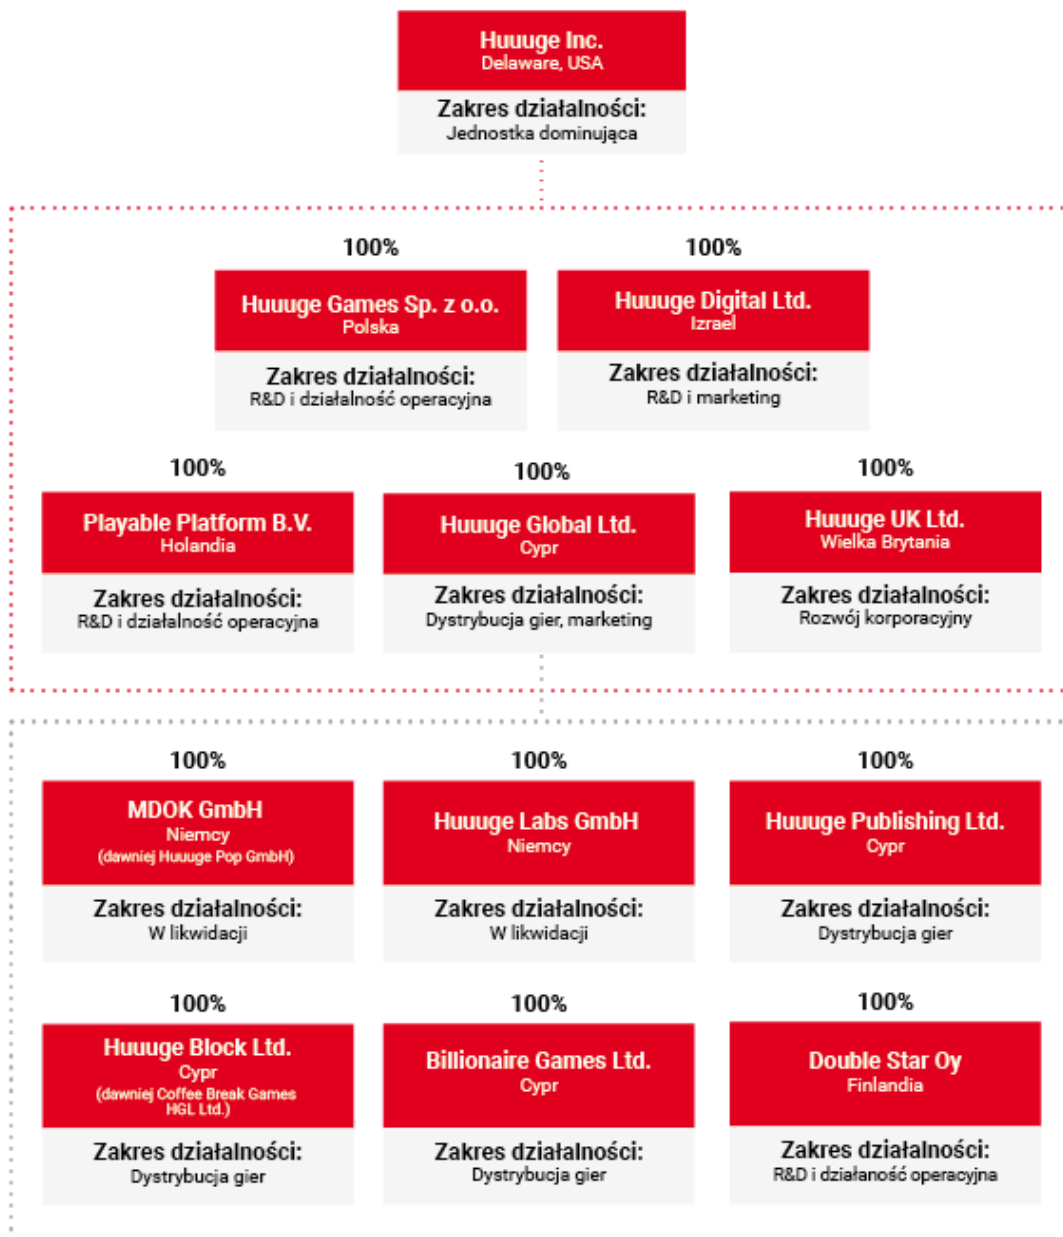 Huuuge Inc.
Delaware, USA
Zakres działalności:
Jednostka dominująca
100%
100%
Huuuge Games Sp. z o.o.
Polska
Zakres działalności:
R&D i działalność operacyjna
Huuuge Digital Ltd.
Izrael
Zakres działalności:
R&D i marketing
100%
100%
100%
Playable Platform B.V.
Holandia
Zakres działalności:
R&D i działalność operacyjna
Huuuge Global Ltd.
Cypr
Zakres działalności:
Dystrybucja gier, marketing
Huuuge UK Ltd.
Wielka Brytania
Zakres działalności:
Rozwój korporacyjny
100%
100%
100%
MDOK GmbH
Niemcy
(dawniej Huuuge Pop GmbH)
Zakres działalności:
W likwidacji
Huuuge Labs GmbH
Niemcy
Zakres działalności:
W likwidacji
Huuuge Publishing Ltd.
Cypr
Zakres działalności:
Dystrybucja gier
100%
100%
100%
Huuuge Block Ltd.
Cypr
(dawniej Coffee Break Games
HGL Ltd.)
Zakres działalności:
Dystrybucja gier
Billionaire Games Ltd.
Cypr
Zakres działalności:
Dystrybucja gier
Double Star Oy
Finlandia
Zakres działalności:
R&D i działaność operacyjna